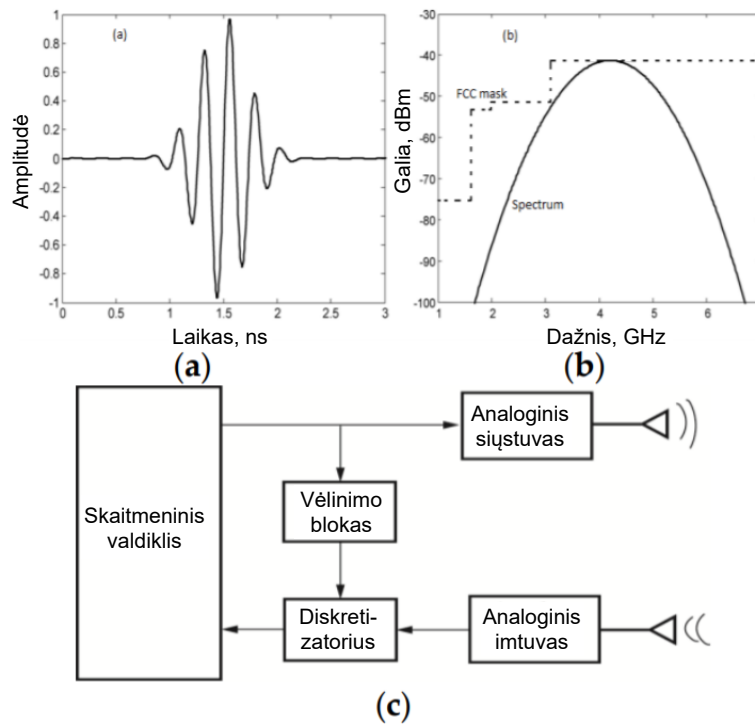 (a)
Amplitudė
1
0.8
0.6
0.4
0.2
0
-0.2
-0.4
-0.6
-0.8
-1
0 0.5 1 1.5 2 2.5 3
Laikas, ns
(a)
(b)
Galia, dBm
-30
-40
-50
-60
-70
-80
-90
-100
FCC mask
Spectrum
1 2 3 4 5 6
Dažnis, GHz
(b)
Skaitmeninis
valdiklis
Analoginis
siųstuvas
Vėlinimo
blokas
Diskreti-
zatorius
Analoginis
imtuvas
(c)